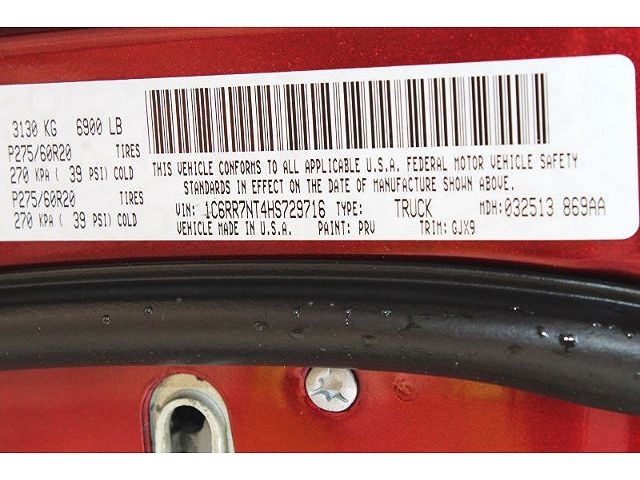 3130 KG 6900 LB
P275/60R20 TIRES
270 KPA ( 39 PSI) COLD
P275/60R20 TIRES
270 KPA ( 39 PSI) COLD
THIS VEHICLE CONFORMS TO ALL APPLICABLE U.S.A. FEDERAL MOTOR VEHICLE SAFETY
STANDARDS IN EFFECT ON THE DATE OF MANUFACTURE SHOWN ABOVE.
VIN: 1C6RR7NT4HS729716 TYPE: TRUCK MDH:032513 869AA
VEHICLE MADE IN U.S.A. PAINT: PRV TRIM: GJX9